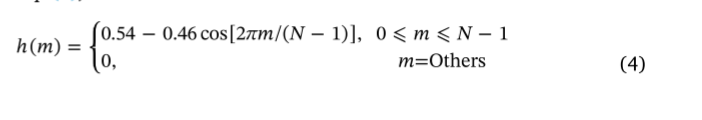 h(m) = {0.54 − 0.46 cos[2πm/(N − 1)], 0 ⩽ m ⩽ N − 1
0, m=Others (4)